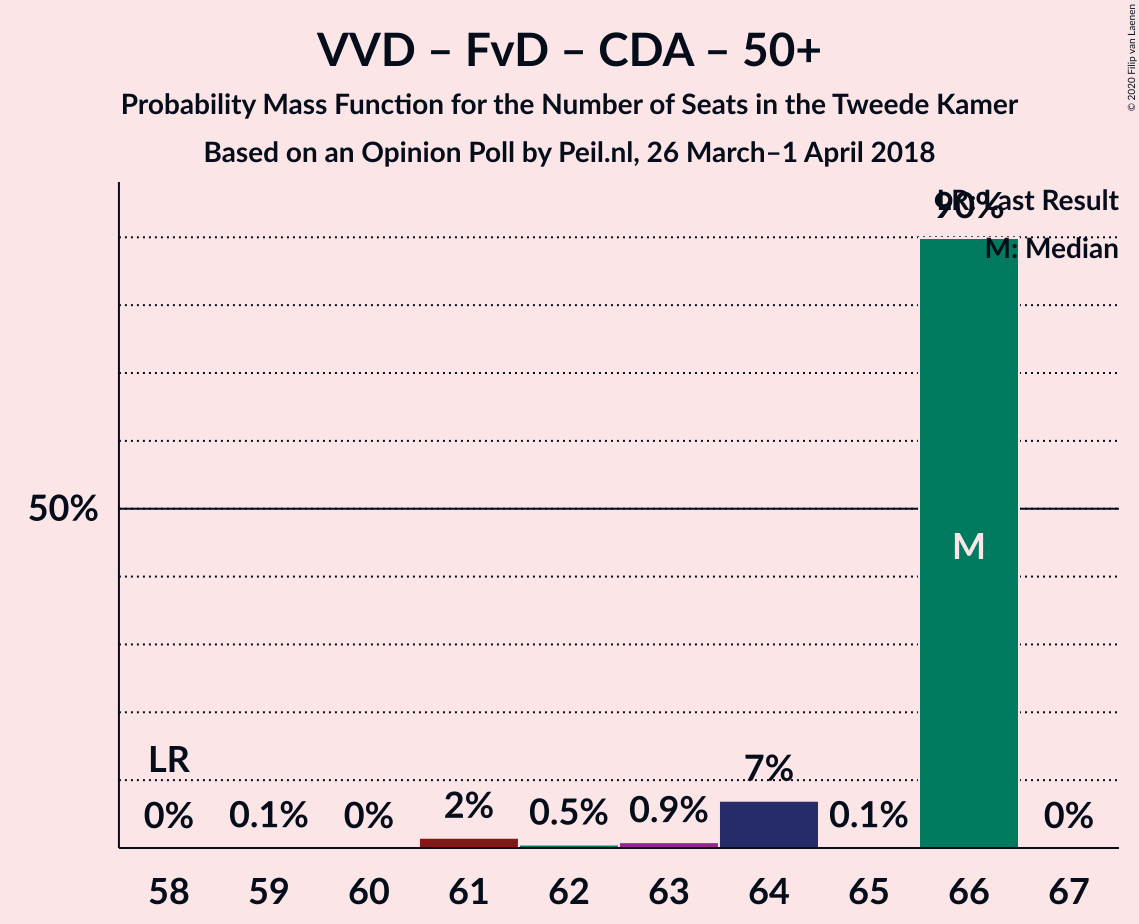 VVD – FvD – CDA – 50+
Probability Mass Function for the Number of Seats in the Tweede Kamer
Based on an Opinion Poll by Peil.nl, 26 March–1 April 2018
© 2020 Filip van Laenen
LR: Last Result
90%
M: Median
50%
M
LR
0% 0.1% 0% 2% 0.5% 0.9% 7% 0.1% 0%
58 59 60 61 62 63 64 65 66 67